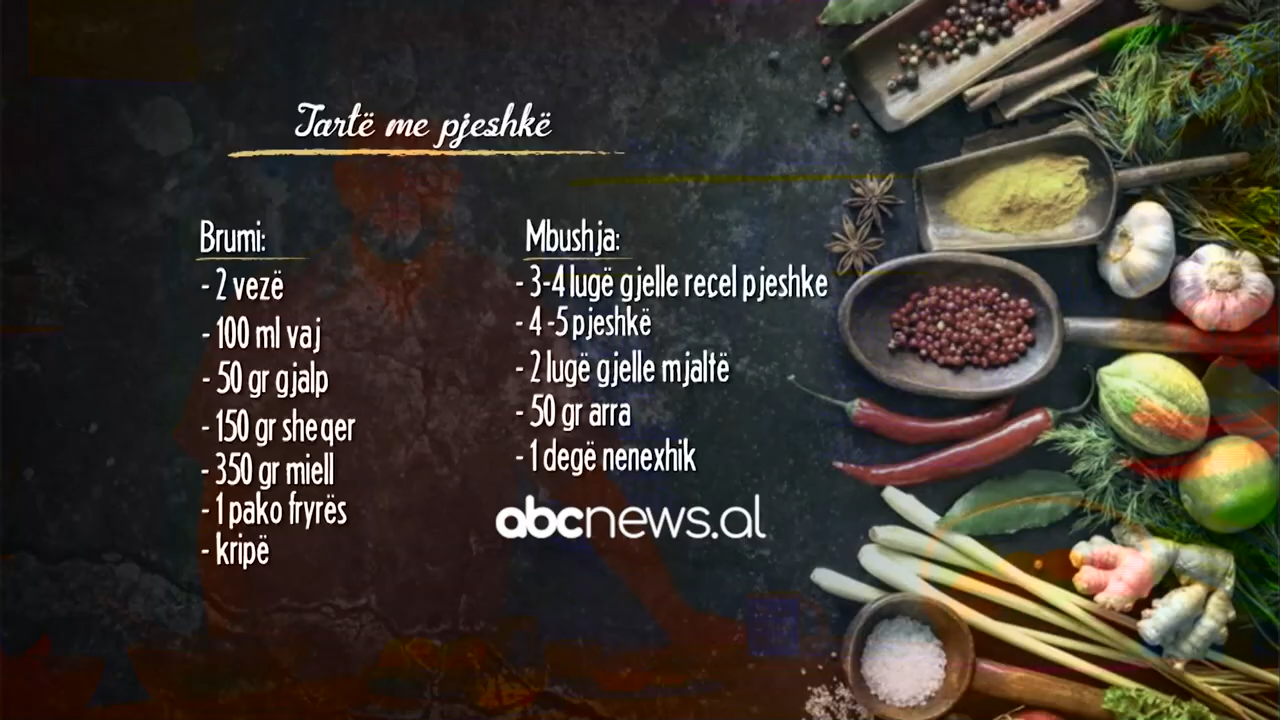 Tartë me pjeshkë
Brumi:
- 2 vezë
- 100 ml vaj
- 50 gr gjalp
- 150 gr sheqer
- 350 gr miell
- 1 pako fryrës
- kripë
Mbushja:
- 3-4 lugë gjelle reçel pjeshke
- 4 -5 pjeshkë
- 2 lugë gjelle mjaltë
- 50 gr arra
- 1 degë nenexhik
abcnews.al